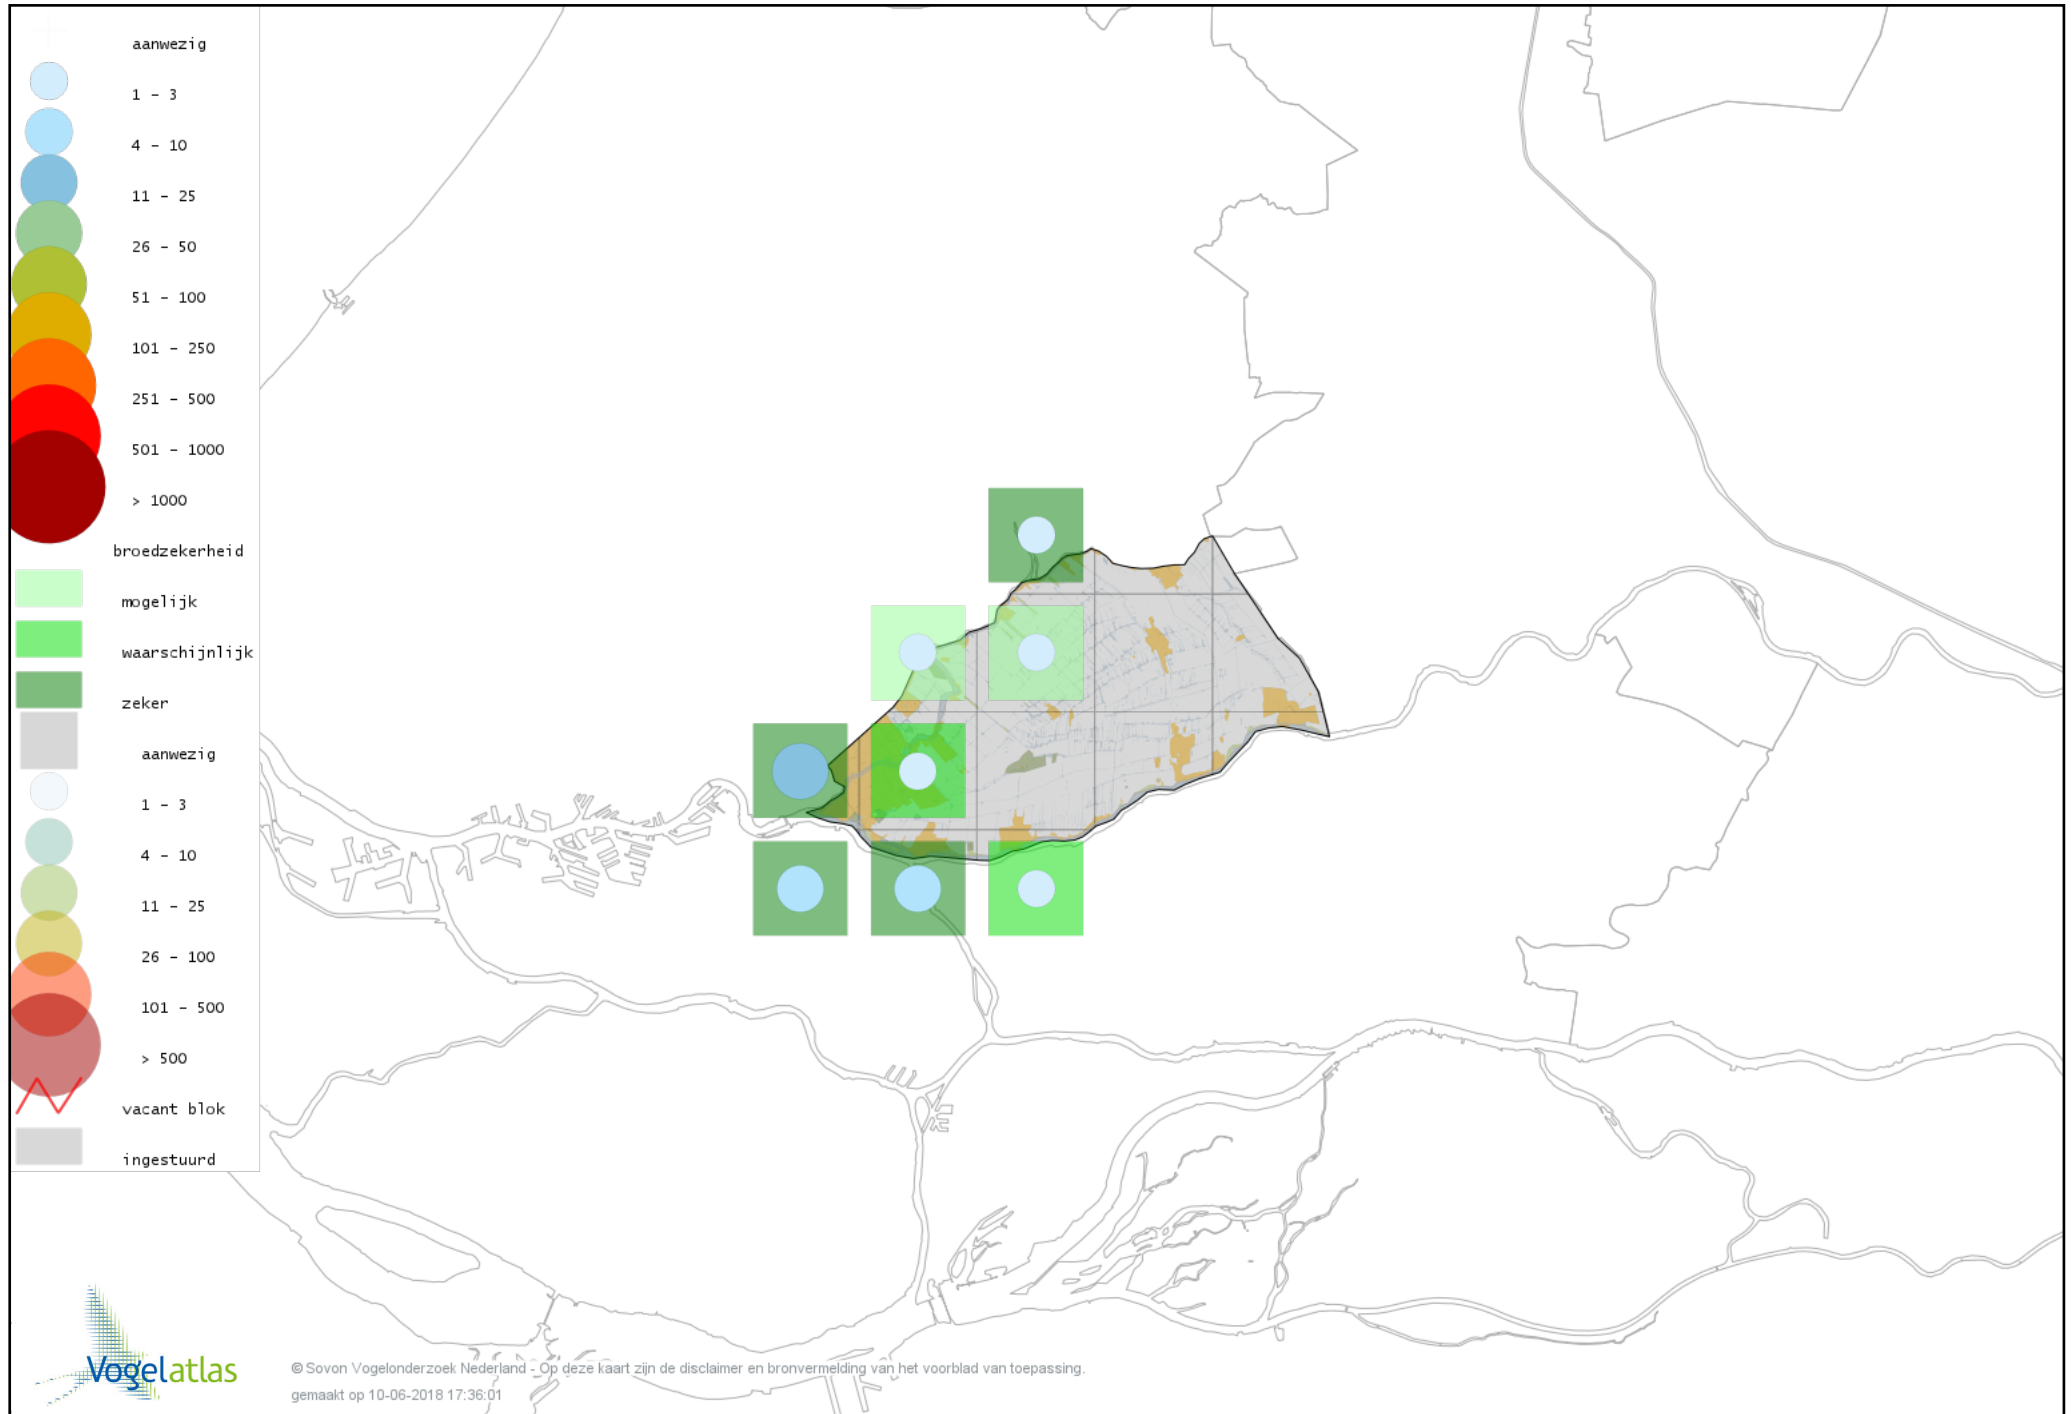 aanwezig
1 - 3
4 - 10
11 - 25
26 - 50
51 - 100
101 - 250
251 - 500
501 - 1000
> 1000
broedzekerheid
mogelijk
waarschijnlijk
zeker
aanwezig
1 - 3
4 - 10
11 - 25
26 - 100
101 - 500
> 500
vacant blok
ingestuurd
Vogelatlas
© Sovon Vogelonderzoek Nederland - Op deze kaart zijn de disclaimer en bronvermelding van het voorblad van toepassing.
gemaakt op 10-06-2018 17:36:01